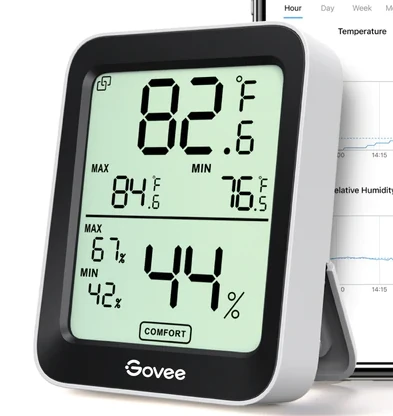 Hour Day Week
Temperature
82.6 °F
MAX MIN
84.6 °F 76.5 °F
14:15
MAX
67%
MIN
42%
44%
COMFORT
Govee
elative Humidity
14:15